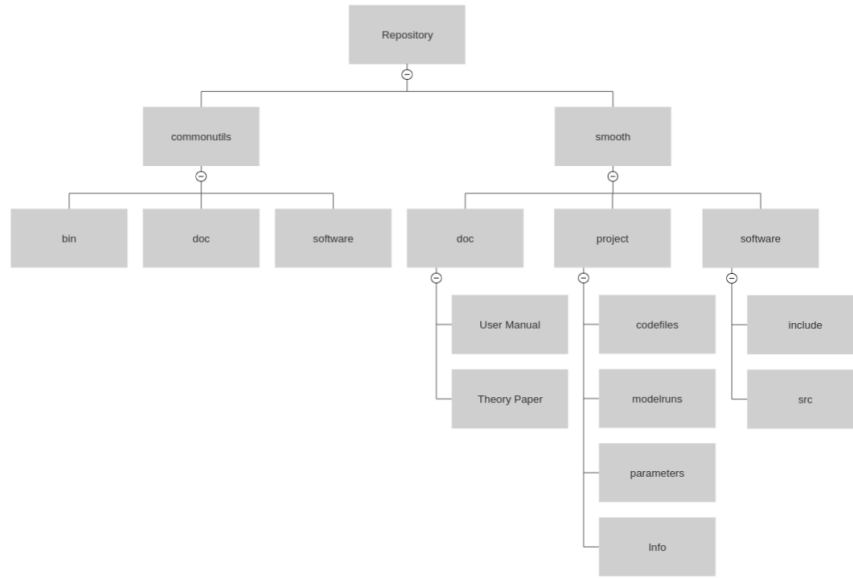 Repository
commonutils
smooth
bin
doc
software
doc
project
software
User Manual
codefiles
include
Theory Paper
modelruns
src
parameters
Info